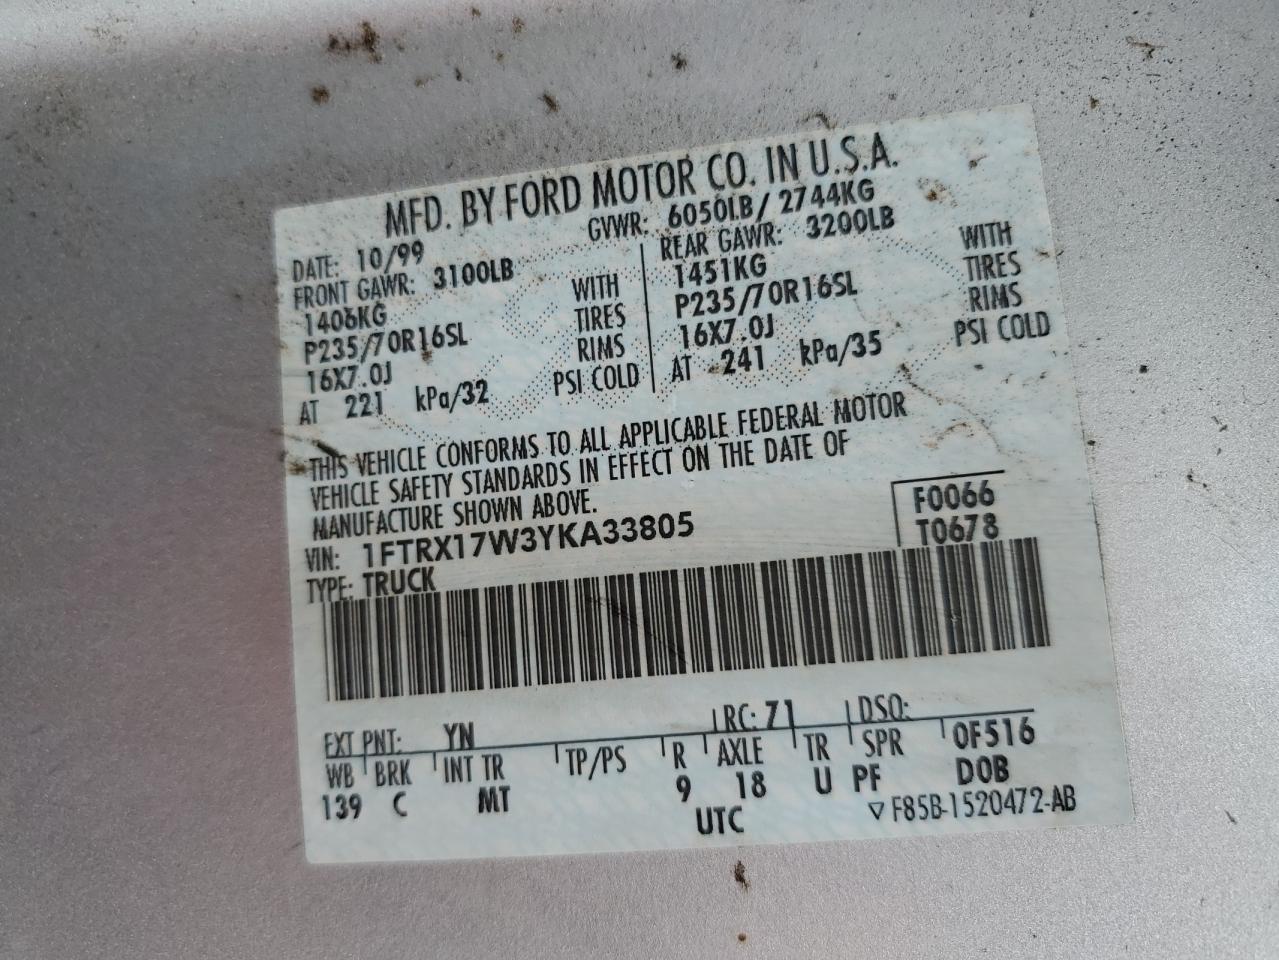 MFD. BY FORD MOTOR CO. IN U.S.A.
DATE: 10/99 GVWR: 6050LB/ 2744KG
FRONT GAWR: 3100LB REAR GAWR: 3200LB
1406KG WITH 1451KG WITH
P235/70R16SL TIRES P235/70R16SL TIRES
16X7.0J RIMS 16X7.0J RIMS
AT 221 kPa/32 PSI COLD AT 241 kPa/35 PSI COLD
THIS VEHICLE CONFORMS TO ALL APPLICABLE FEDERAL MOTOR
VEHICLE SAFETY STANDARDS IN EFFECT ON THE DATE OF
MANUFACTURE SHOWN ABOVE.
F0066
VIN: 1FTRX17W3YKA33805 T0678
TYPE: TRUCK
EXT PNT: YN RC: 71 DSO:
WB BRK INT TR TP/PS R AXLE TR SPR 0F516
139 C MT 9 18 U PF DOB
UTC ▽ F85B-1520472-AB